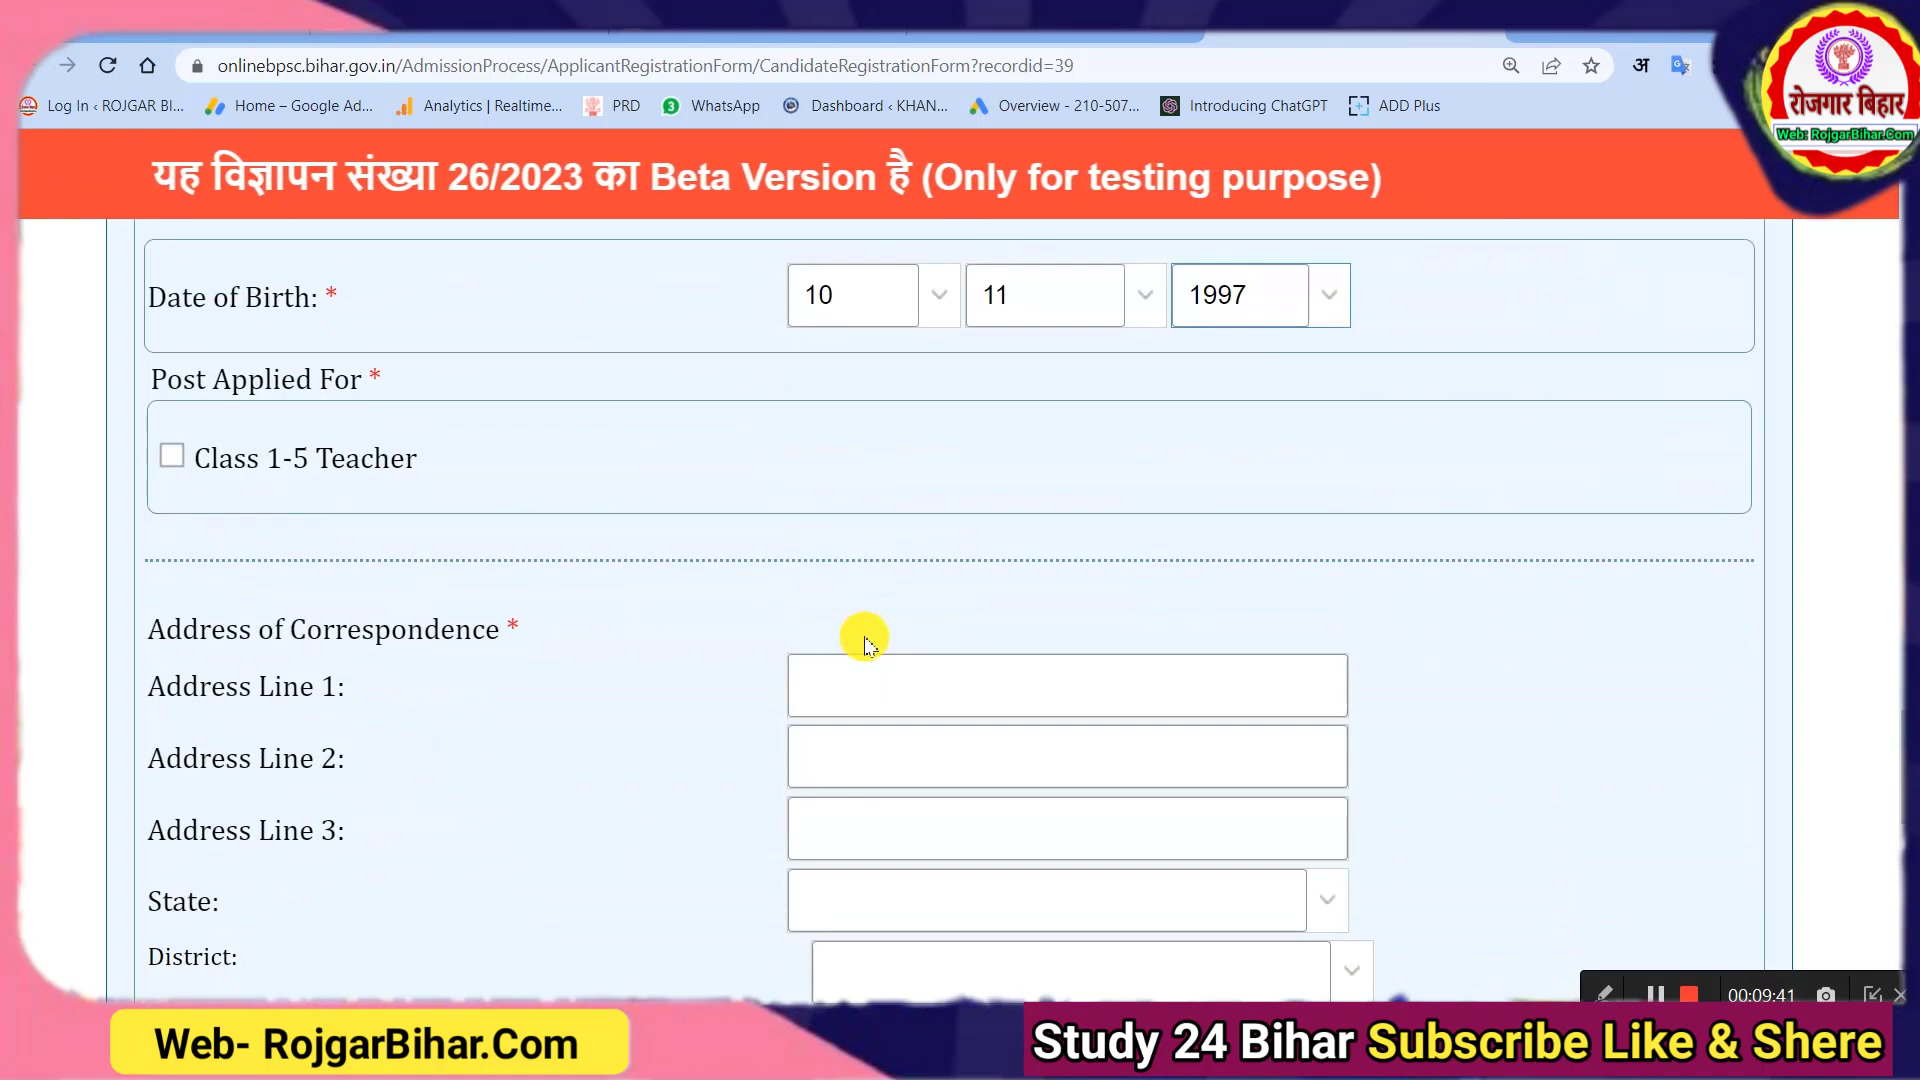 onlinebpsc.bihar.gov.in/AdmissionProcess/ApplicantRegistrationForm/CandidateRegistrationForm?recordid=39
अ
Log In ‹ ROJGAR BI... Home – Google Ad... Analytics | Realtime... PRD 3 WhatsApp Dashboard ‹ KHAN... Overview - 210-507... Introducing ChatGPT ADD Plus
रोजगार बिहार
Web: RojgarBihar.Com
यह विज्ञापन संख्या 26/2023 का Beta Version है (Only for testing purpose)
Date of Birth: * 10 11 1997
Post Applied For *
Class 1-5 Teacher
Address of Correspondence *
Address Line 1:
Address Line 2:
Address Line 3:
State:
District:
00:09:41
Web- RojgarBihar.Com
Study 24 Bihar Subscribe Like & Shere